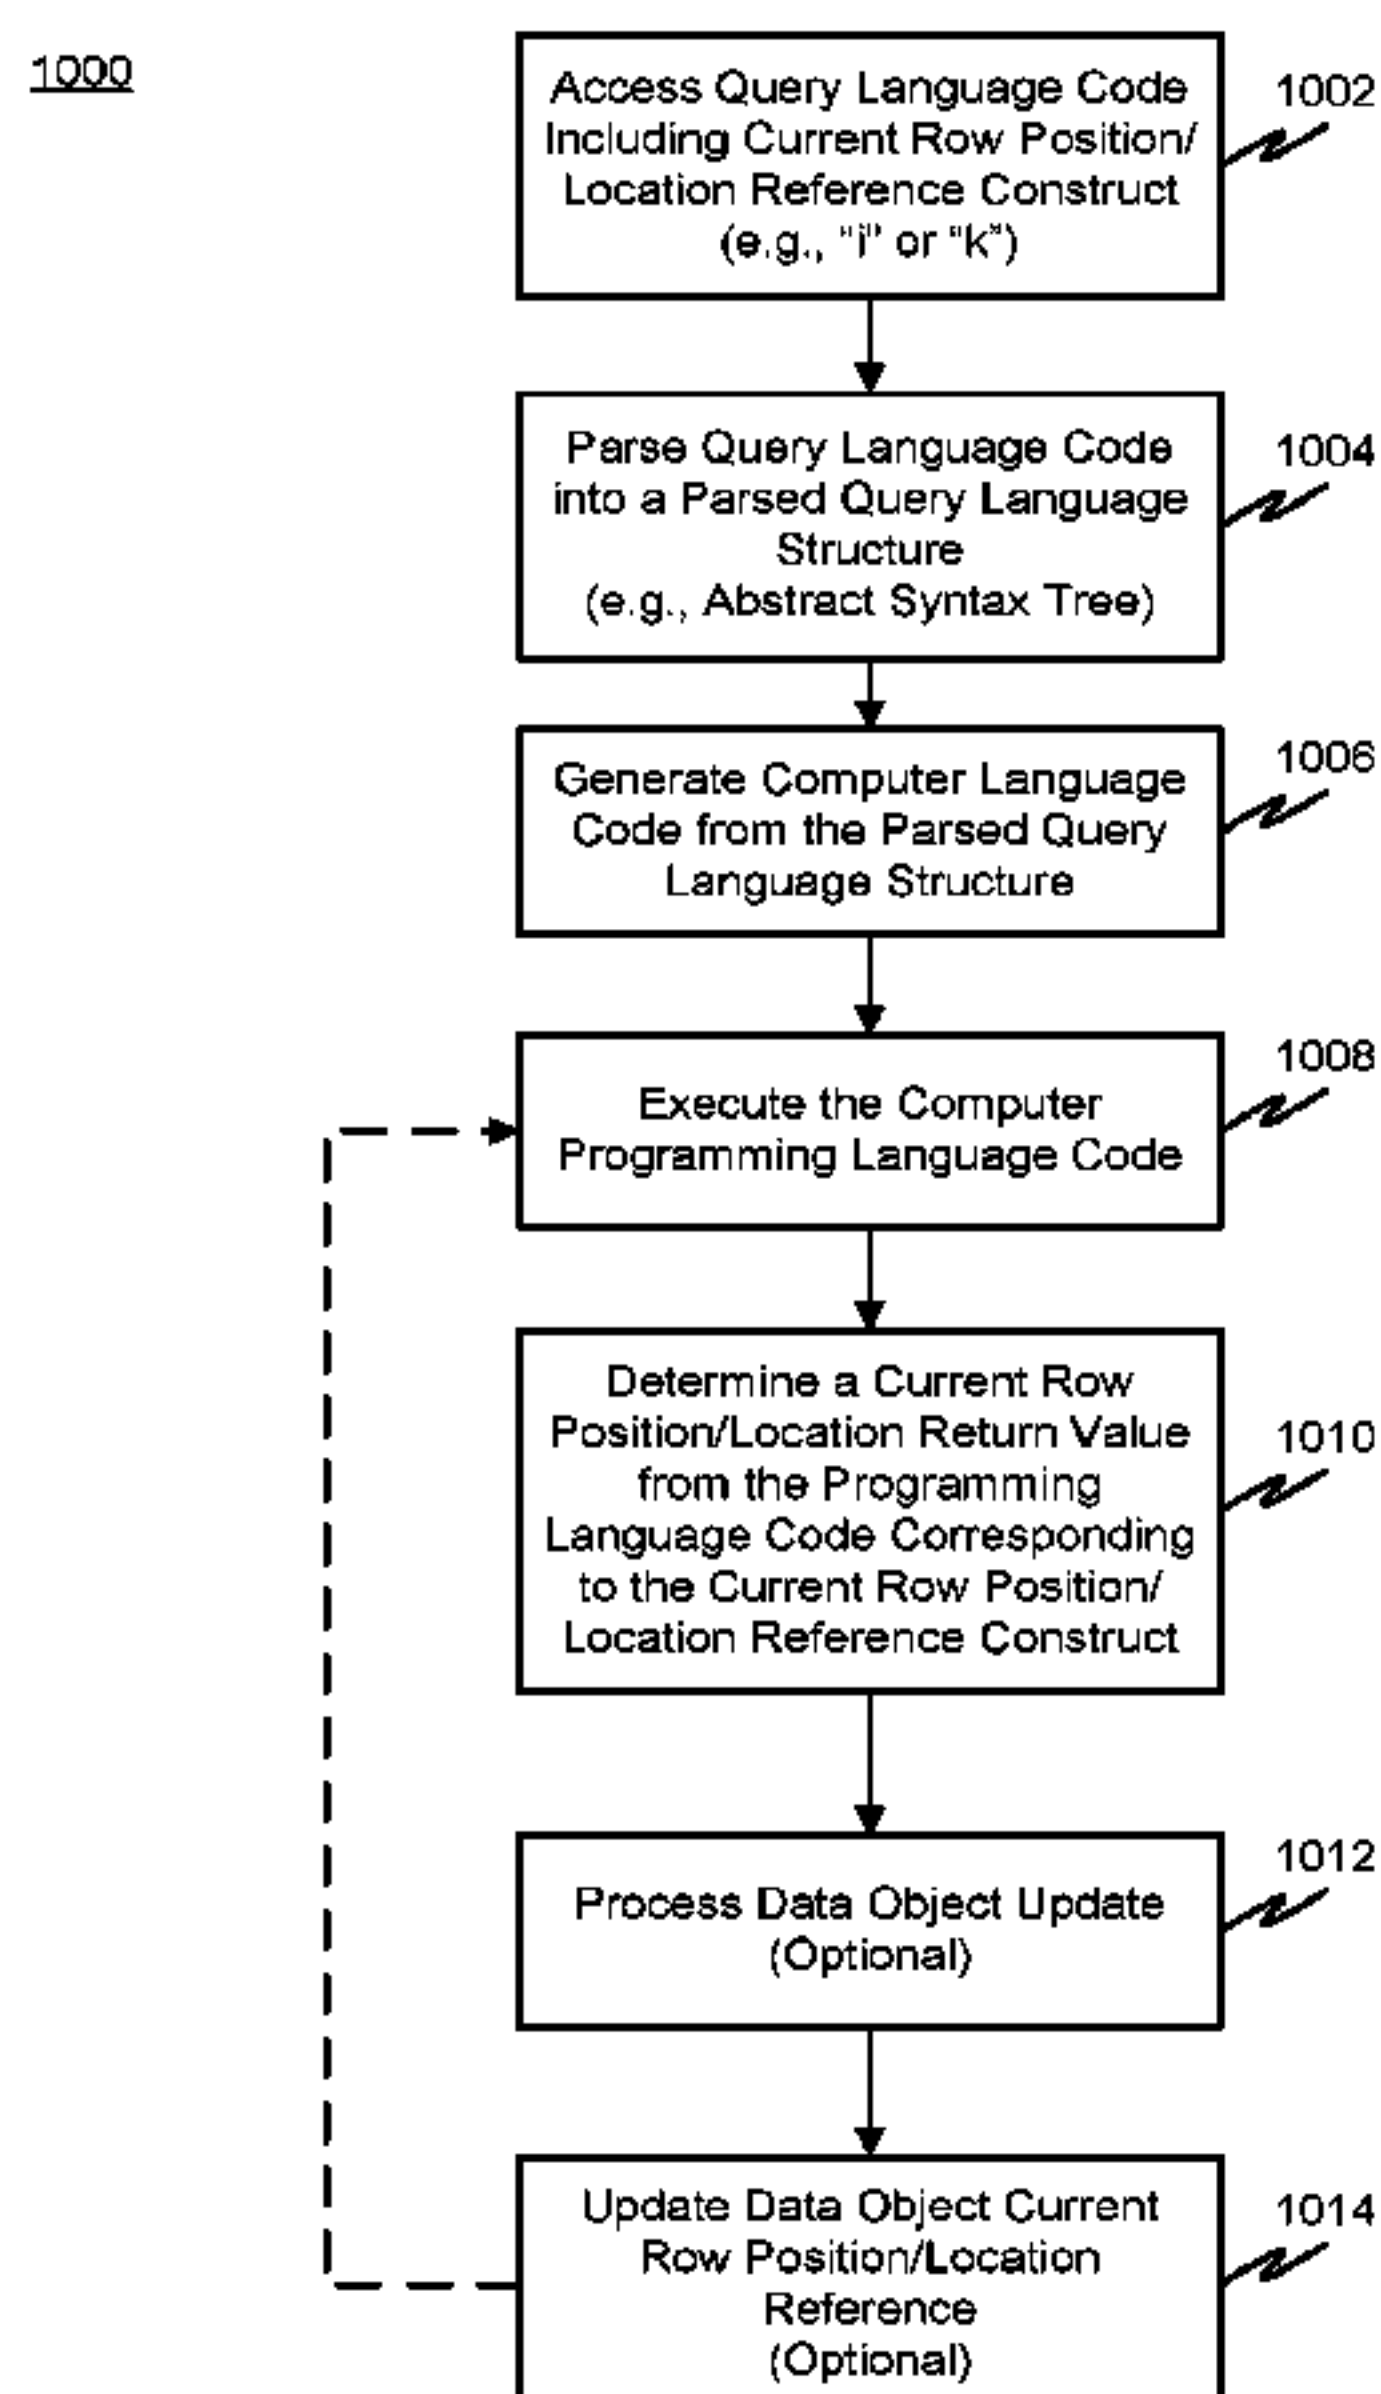 1000
Access Query Language Code
Including Current Row Position/
Location Reference Construct
(e.g., "i" or "k")
1002
Parse Query Language Code
into a Parsed Query Language
Structure
(e.g., Abstract Syntax Tree)
1004
Generate Computer Language
Code from the Parsed Query
Language Structure
1006
Execute the Computer
Programming Language Code
1008
Determine a Current Row
Position/Location Return Value
from the Programming
Language Code Corresponding
to the Current Row Position/
Location Reference Construct
1010
Process Data Object Update
(Optional)
1012
Update Data Object Current
Row Position/Location
Reference
(Optional)
1014